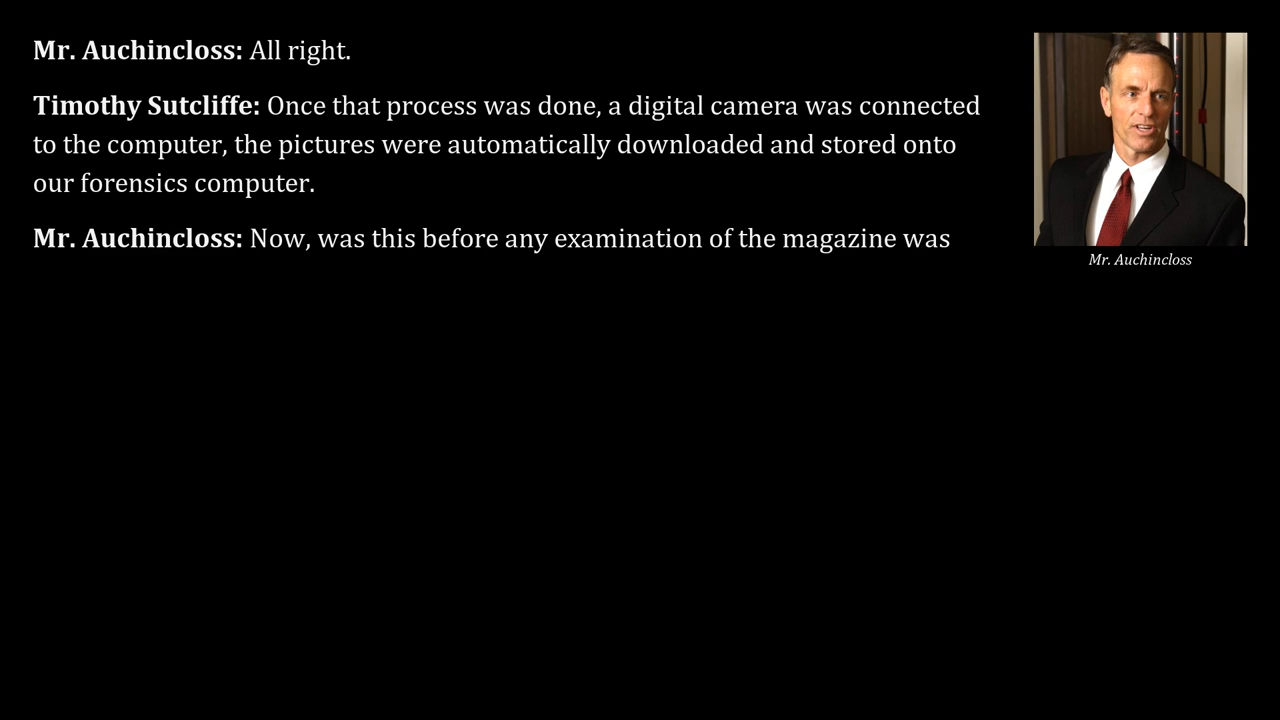 Mr. Auchincloss: All right.
Timothy Sutcliffe: Once that process was done, a digital camera was connected
to the computer, the pictures were automatically downloaded and stored onto
our forensics computer.
Mr. Auchincloss: Now, was this before any examination of the magazine was
Mr. Auchincloss